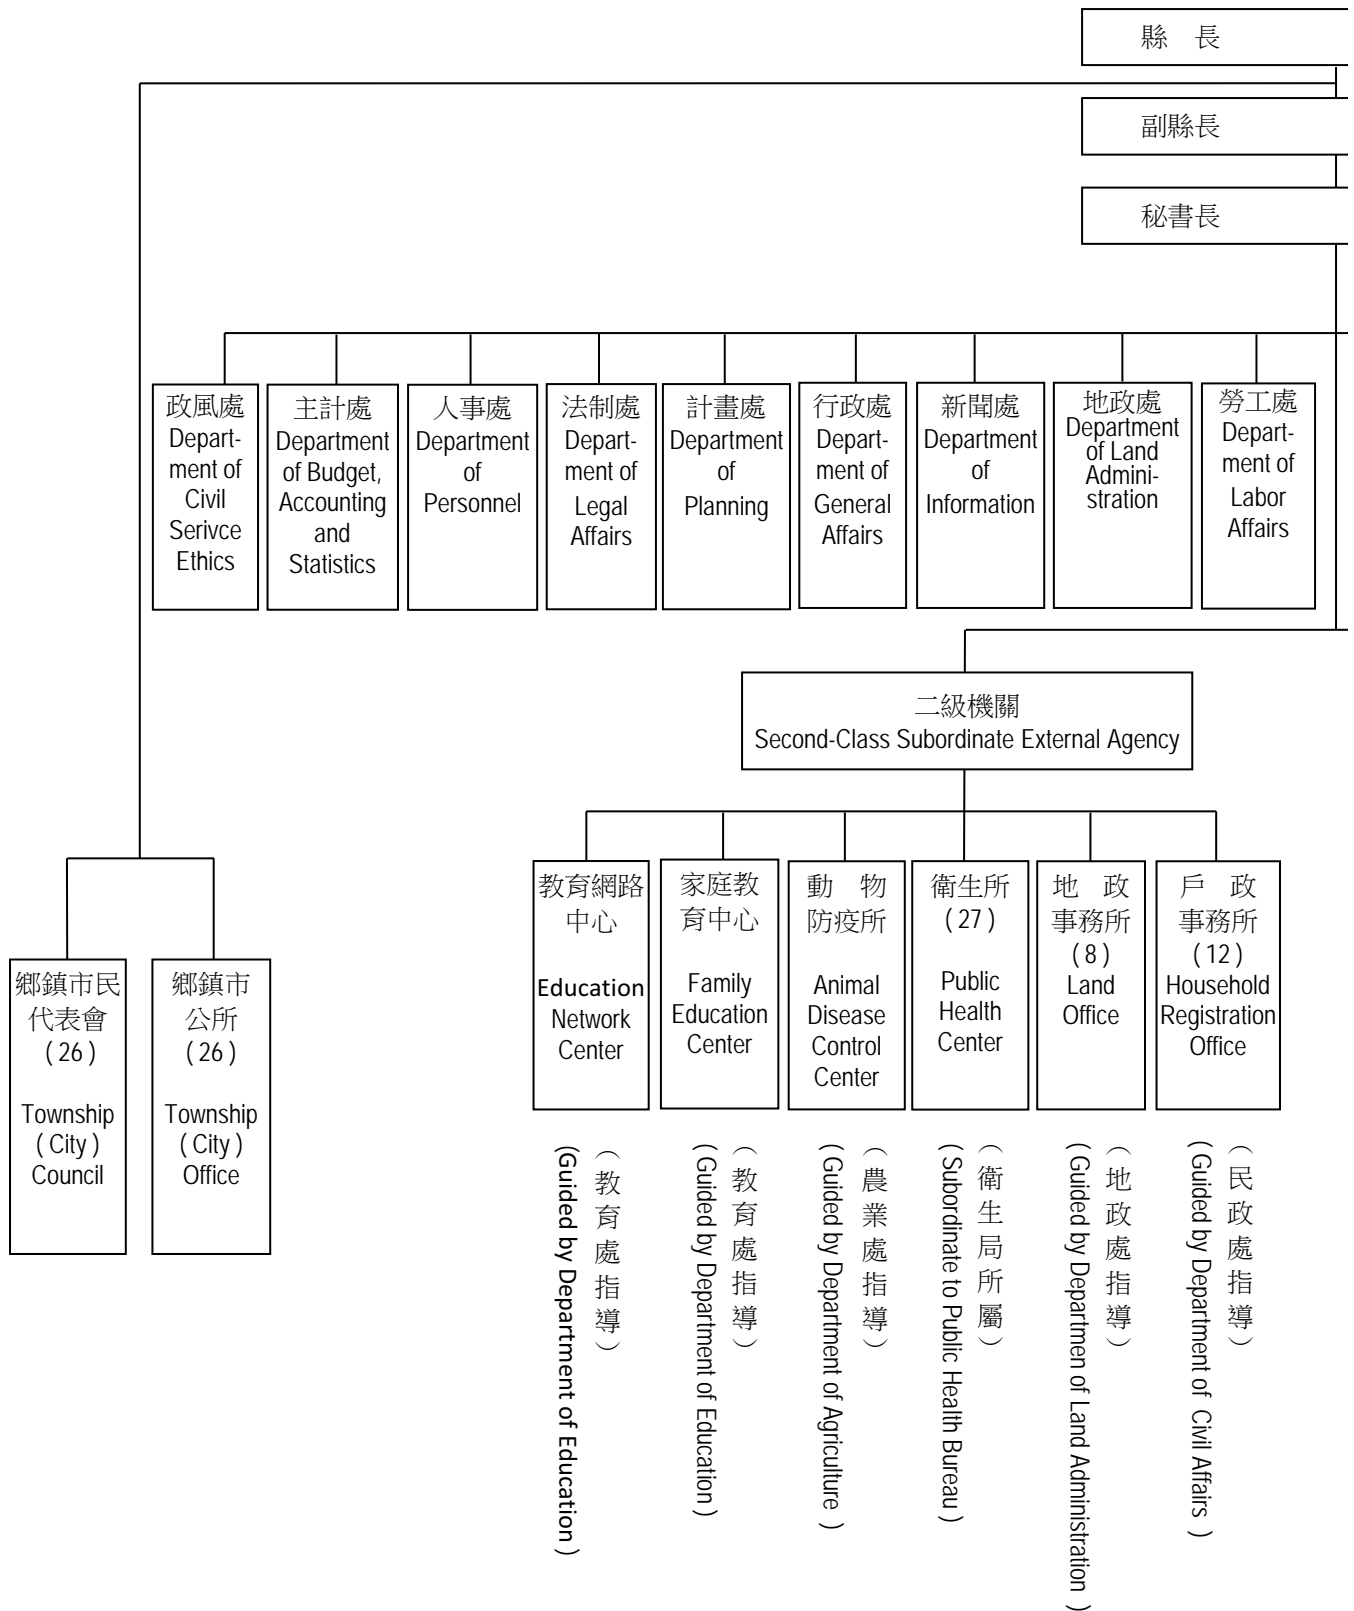 縣 長
副縣長
秘書長
政風處
Depart-
ment of
Civil
Serivce
Ethics
主計處
Department
of Budget,
Accounting
and
Statistics
人事處
Department
of
Personnel
法制處
Depart-
ment of
Legal
Affairs
計畫處
Department
of
Planning
行政處
Depart-
ment of
General
Affairs
新聞處
Department
of
Information
地政處
Department
of Land
Admini-
stration
勞工處
Depart-
ment of
Labor
Affairs
二級機關
Second-Class Subordinate External Agency
教育網路
中心
Education
Network
Center
家庭教
育中心
Family
Education
Center
動 物
防疫所
Animal
Disease
Control
Center
衛生所
(27)
Public
Health
Center
地 政
事務所
(8)
Land
Office
戶 政
事務所
(12)
Household
Registration
Office
鄉鎮市民
代表會
(26)
Township
(City)
Council
鄉鎮市
公所
(26)
Township
(City)
Office
（教育處指導）
(Guided by Department of Education)
（教育處指導）
(Guided by Department of Education)
（農業處指導）
(Guided by Department of Agriculture)
（衛生局所屬）
(Subordinate to Public Health Bureau)
（地政處指導）
(Guided by Departmen of Land Administration)
（民政處指導）
(Guided by Department of Civil Affairs)